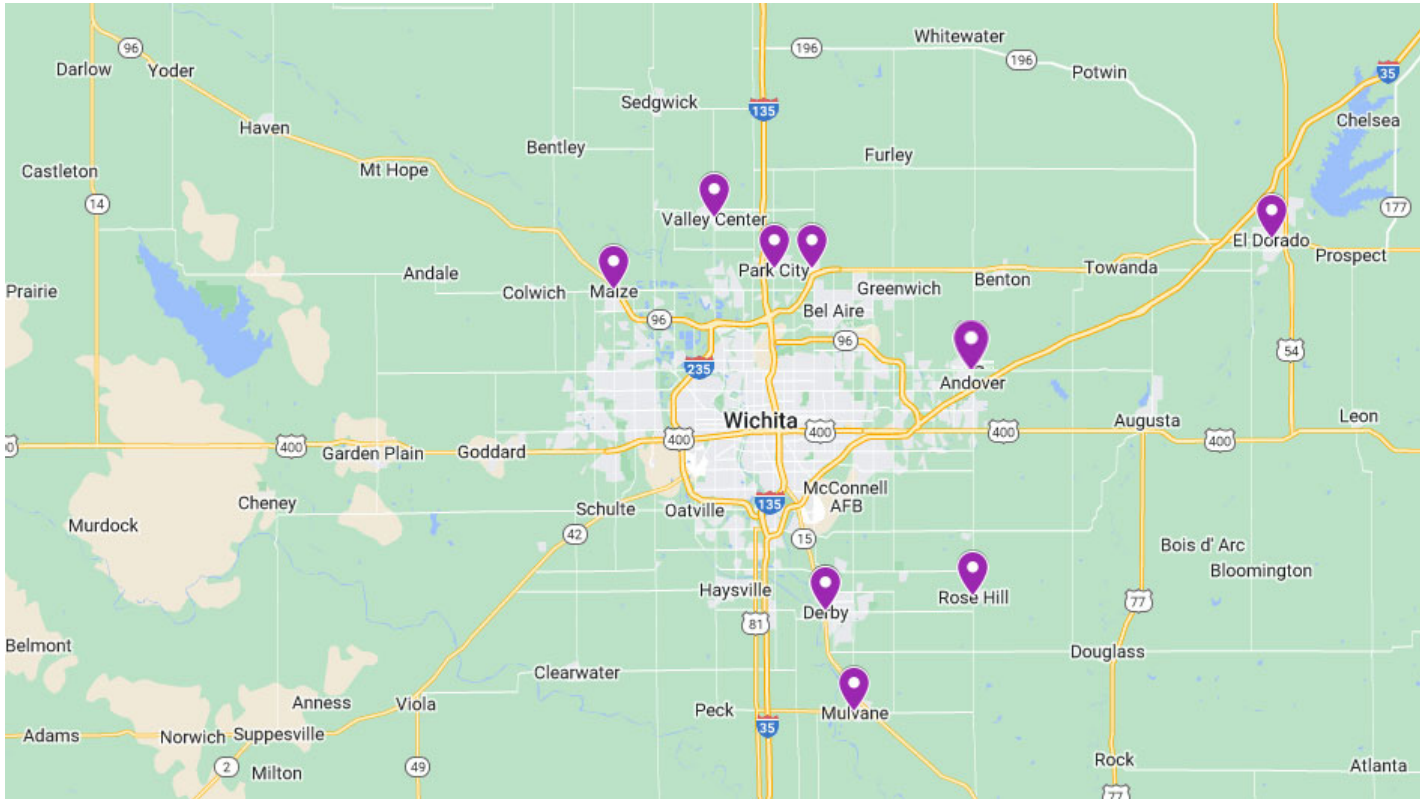 Whitewater
196
196
96
Darlow
Yoder
Potwin
35
Sedgwick
135
Chelsea
Haven
Bentley
Furley
Mt Hope
Castleton
14
177
Valley Center
El Dorado
Prospect
Park City
Towanda
Andale
Benton
Prairie
Colwich
Maize
Greenwich
Bel Aire
96
96
54
235
Andover
Wichita
Augusta
Leon
400
400
400
400
400
Garden Plain
Goddard
McConnell
AFB
Cheney
135
Schulte
Oatville
Murdock
42
15
Bois d' Arc
Bloomington
Haysville
Rose Hill
77
Derby
81
Belmont
Douglass
Clearwater
Anness
Viola
Peck
Mulvane
35
Adams
Norwich
Suppesville
Rock
2
Milton
49
Atlanta
77